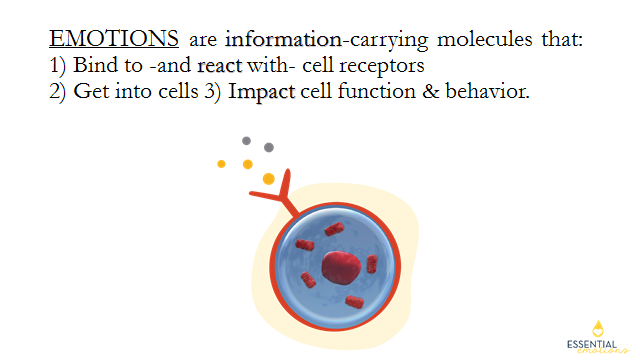 EMOTIONS are information-carrying molecules that:
1) Bind to -and react with- cell receptors
2) Get into cells 3) Impact cell function & behavior.
ESSENTIAL
emotions